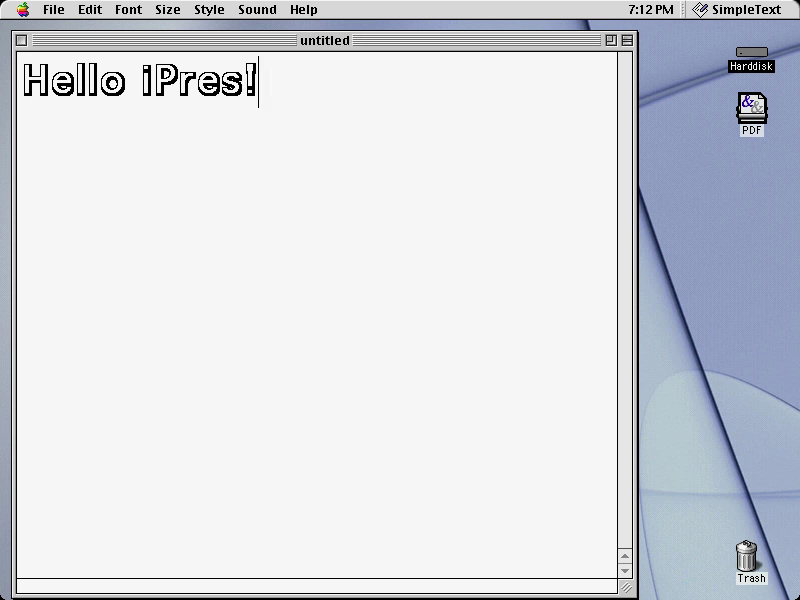 File Edit Font Size Style Sound Help 7:12 PM SimpleText
untitled
Hello iPres!
Harddisk
&&
PDF
Trash